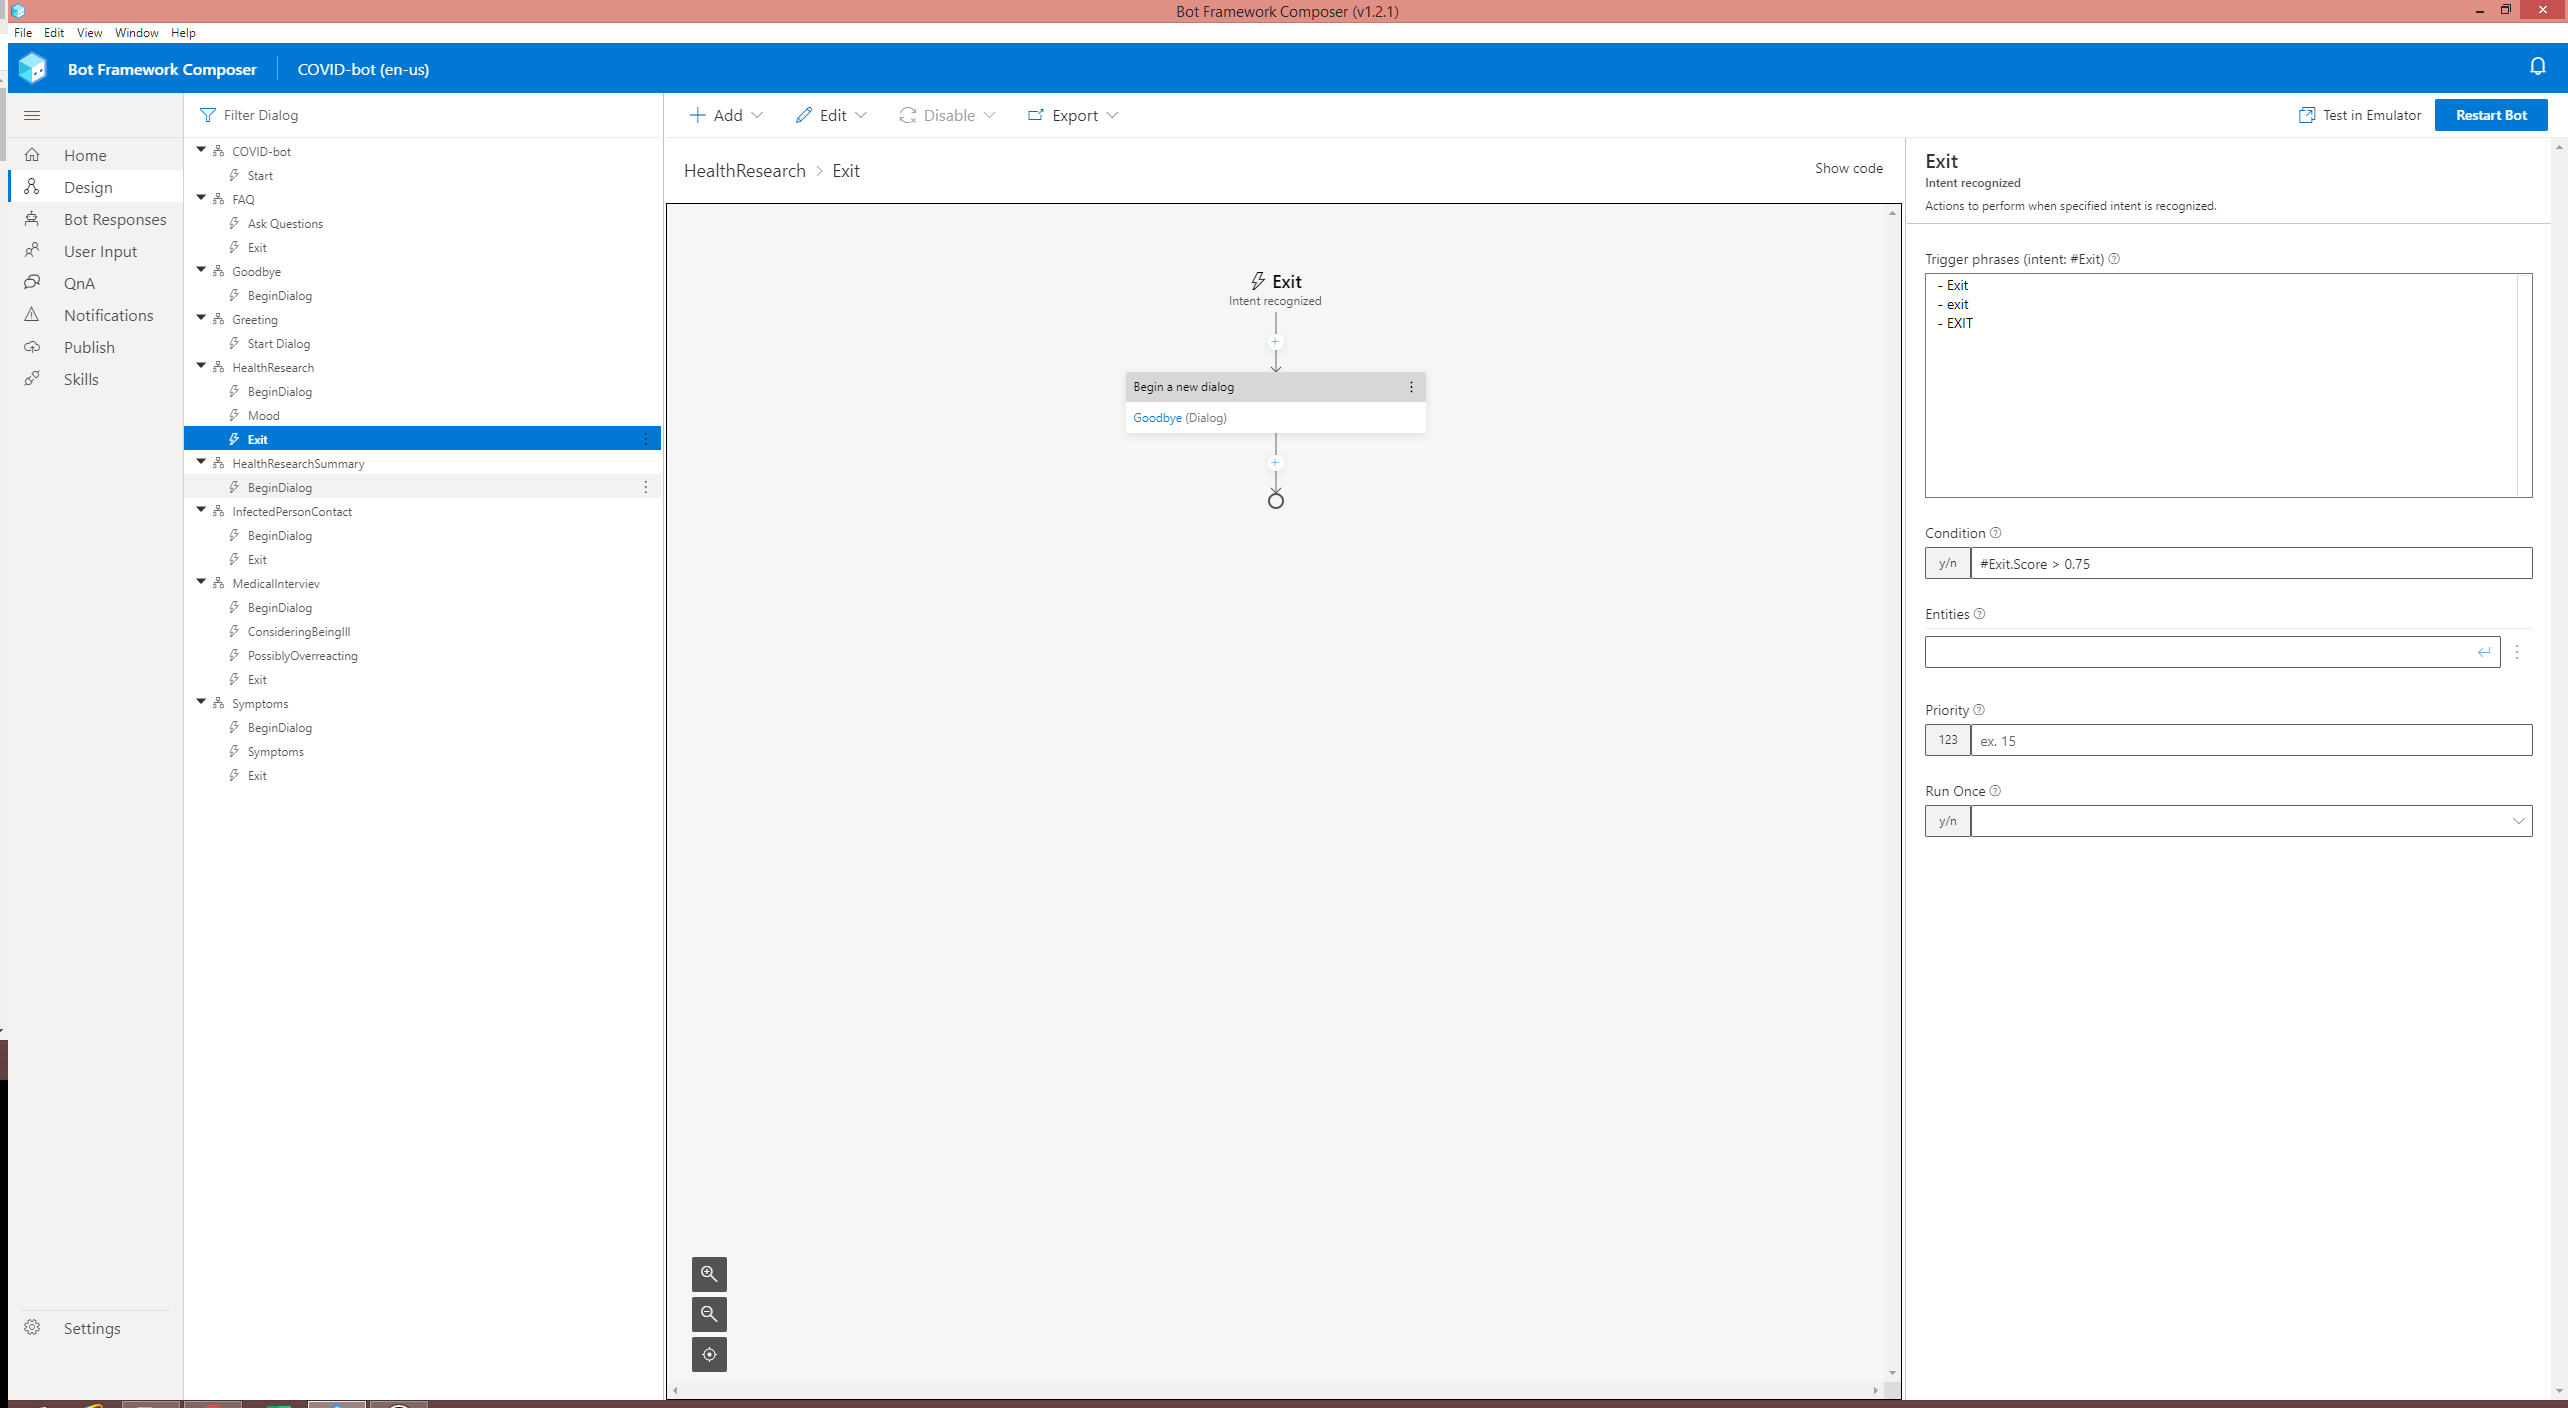 Bot Framework Composer (v1.2.1)
File Edit View Window Help
Bot Framework Composer COVID-bot (en-us)
Filter Dialog
Add Edit Disable Export
Test in Emulator Restart Bot
Home
Design
Bot Responses
User Input
QnA
Notifications
Publish
Skills
Settings
COVID-bot
Start
FAQ
Ask Questions
Exit
Goodbye
BeginDialog
Greeting
Start Dialog
HealthResearch
BeginDialog
Mood
Exit
HealthResearchSummary
BeginDialog
InfectedPersonContact
BeginDialog
Exit
MedicalInterviev
BeginDialog
ConsideringBeingIll
PossiblyOverreacting
Exit
Symptoms
BeginDialog
Symptoms
Exit
HealthResearch > Exit
Show code
Exit
Intent recognized
Begin a new dialog
Goodbye (Dialog)
Exit
Intent recognized
Actions to perform when specified intent is recognized.
Trigger phrases (intent: #Exit)
- Exit
- exit
- EXIT
Condition
y/n #Exit.Score > 0.75
Entities
Priority
123 ex. 15
Run Once
y/n